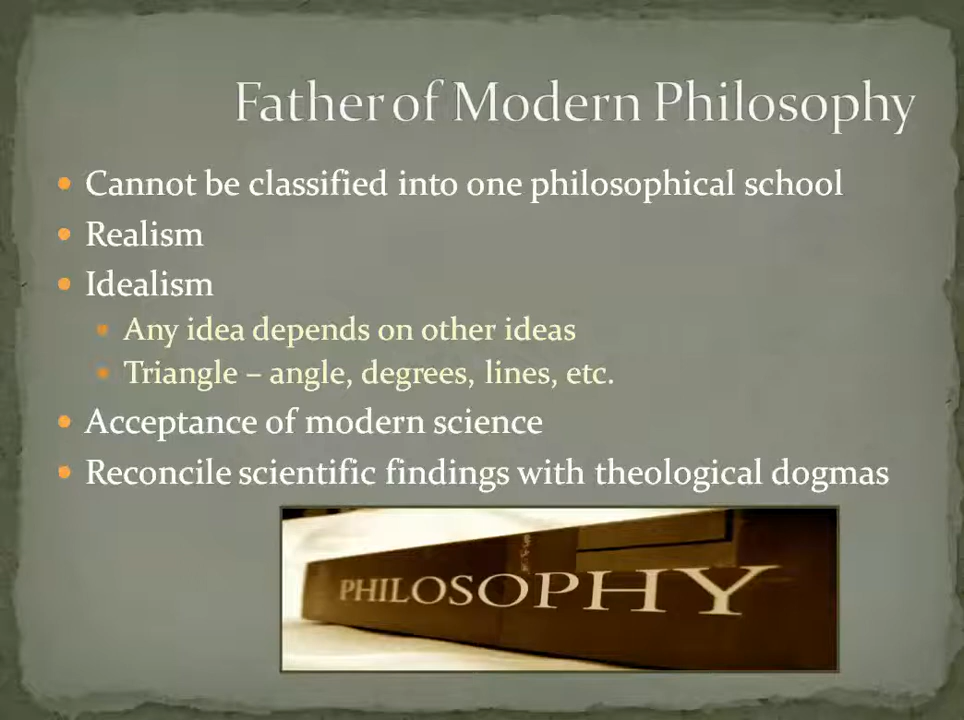 Father of Modern Philosophy
Cannot be classified into one philosophical school
Realism
Idealism
Any idea depends on other ideas
Triangle – angle, degrees, lines, etc.
Acceptance of modern science
Reconcile scientific findings with theological dogmas
PHILOSOPHY